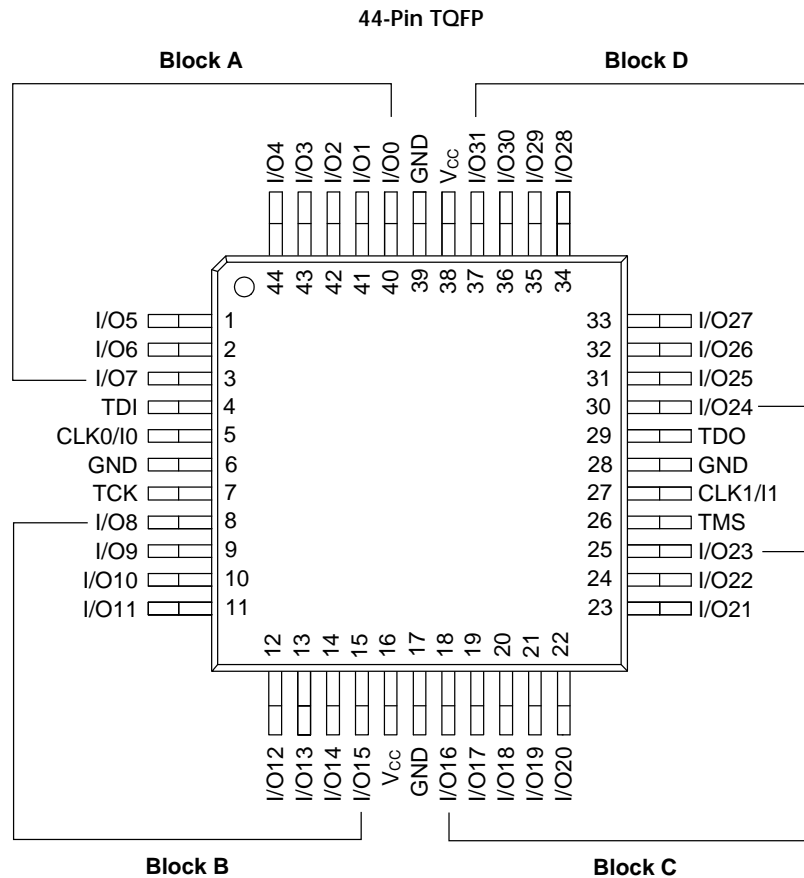 44-Pin TQFP
Block A
Block D
I/O4
I/O3
I/O2
I/O1
I/O0
GND
Vcc
I/O31
I/O30
I/O29
I/O28
44
43
42
41
40
39
38
37
36
35
34
I/O5 1
I/O6 2
I/O7 3
TDI 4
CLK0/I0 5
GND 6
TCK 7
I/O8 8
I/O9 9
I/O10 10
I/O11 11
33 I/O27
32 I/O26
31 I/O25
30 I/O24
29 TDO
28 GND
27 CLK1/I1
26 TMS
25 I/O23
24 I/O22
23 I/O21
12
13
14
15
16
17
18
19
20
21
22
I/O12
I/O13
I/O14
I/O15
Vcc
GND
I/O16
I/O17
I/O18
I/O19
I/O20
Block B
Block C